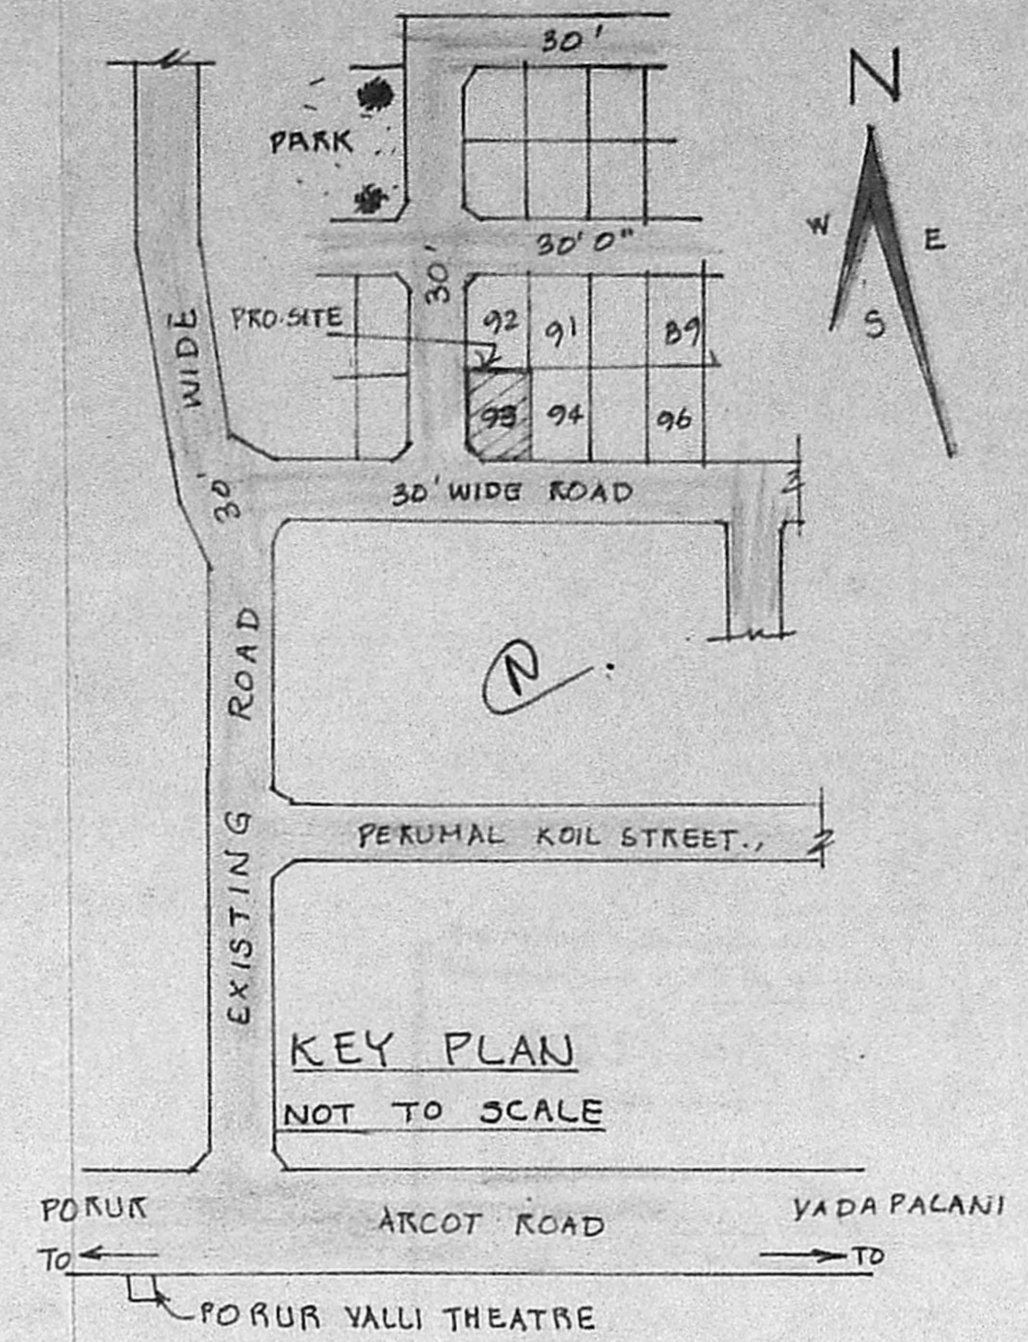 30'
N
PARK
W
E
S
30' 0"
30'
PRO.SITE
92
91
89
93
94
96
30' WIDE ROAD
30' WIDE
EXISTING ROAD
N
PERUMAL KOIL STREET.,
KEY PLAN
NOT TO SCALE
PORUR
ARCOT ROAD
VADAPALANI
TO
TO
PORUR VALLI THEATRE